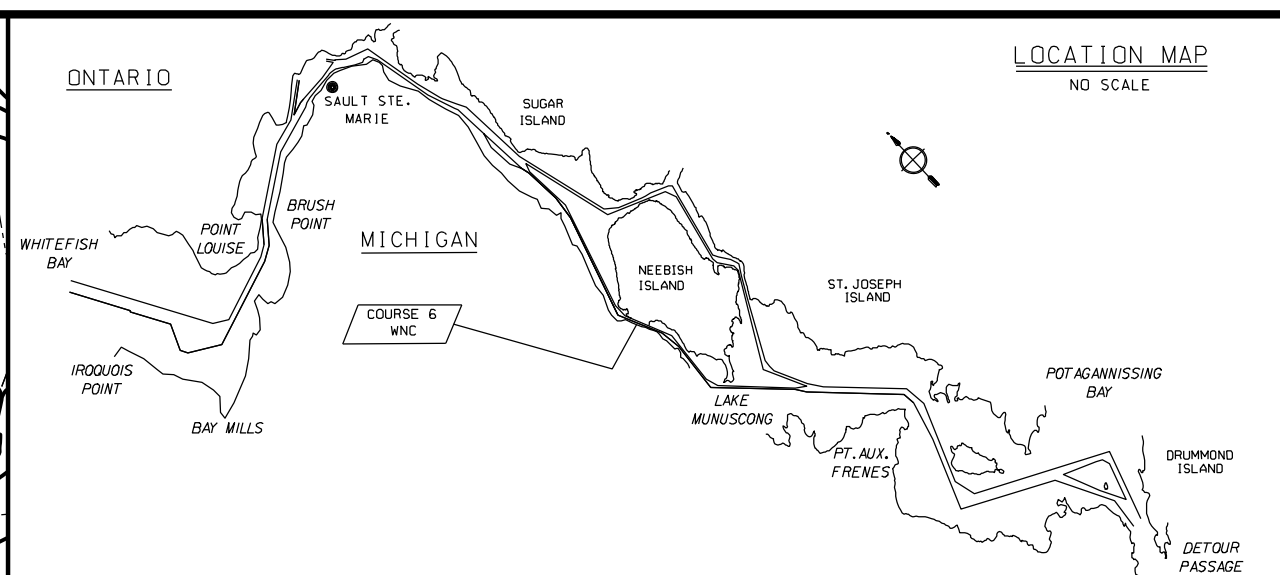 LOCATION MAP
NO SCALE
ONTARIO
SAULT STE.
MARIE
SUGAR
ISLAND
BRUSH
POINT
POINT
LOUISE
WHITEFISH
BAY
MICHIGAN
NEEBISH
ISLAND
ST. JOSEPH
ISLAND
COURSE 6
WNC
IROQUOIS
POINT
BAY MILLS
LAKE
MUNUSCONG
POTAGANNISSING
BAY
PT. AUX.
FRENES
DRUMMOND
ISLAND
DETOUR
PASSAGE